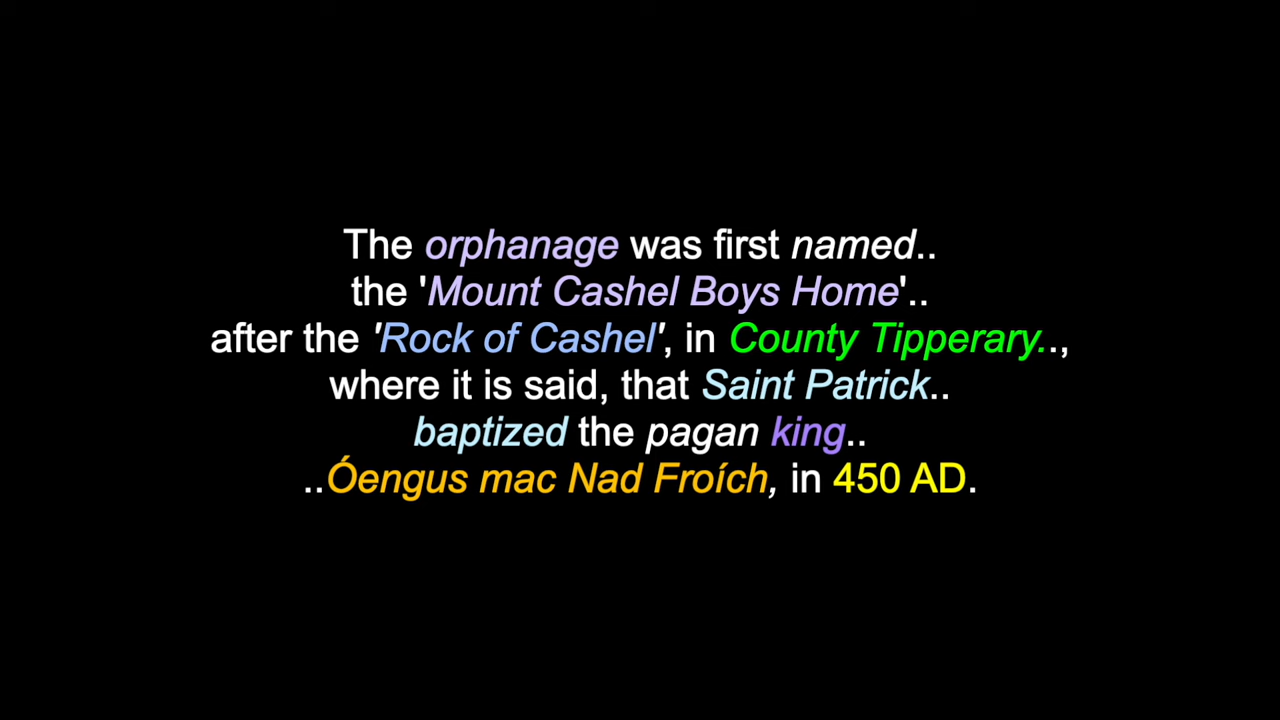 The orphanage was first named..
the 'Mount Cashel Boys Home'..
after the 'Rock of Cashel', in County Tipperary..,
where it is said, that Saint Patrick..
baptized the pagan king..
..Óengus mac Nad Froích, in 450 AD.